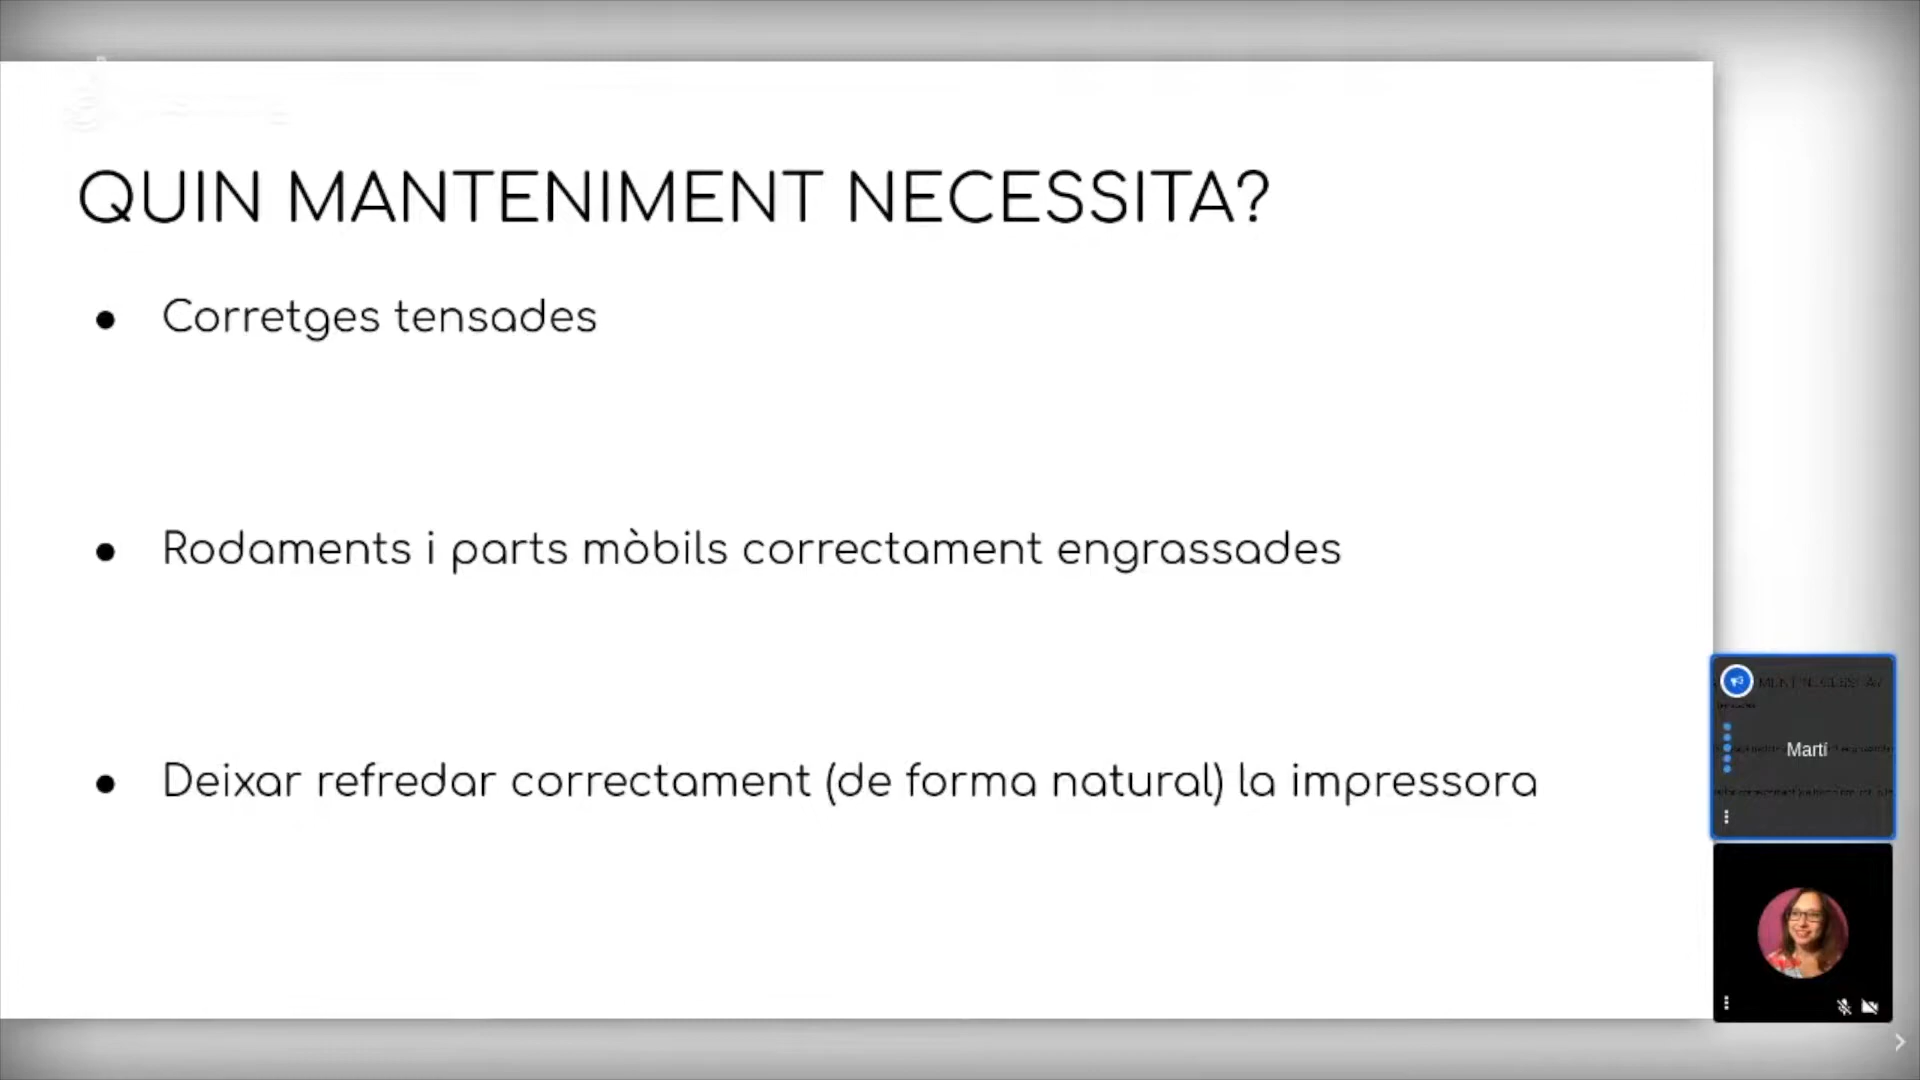 QUIN MANTENIMENT NECESSITA?
● Corretges tensades
● Rodaments i parts mòbils correctament engrassades
● Deixar refredar correctament (de forma natural) la impressora
Martí